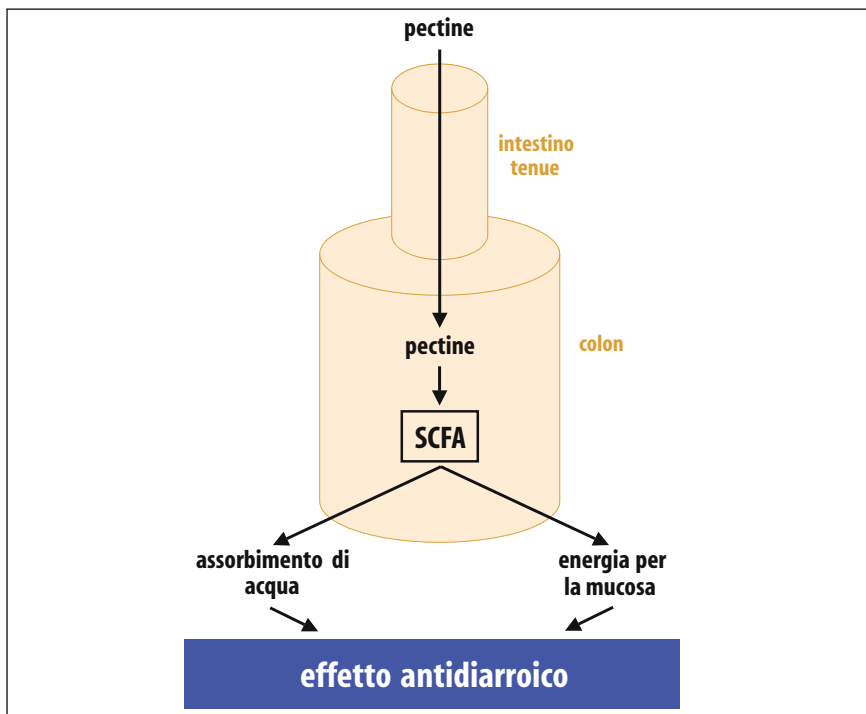 pectine
intestino
tenue
pectine
colon
SCFA
assorbimento di
acqua
energia per
la mucosa
effetto antidiarroico